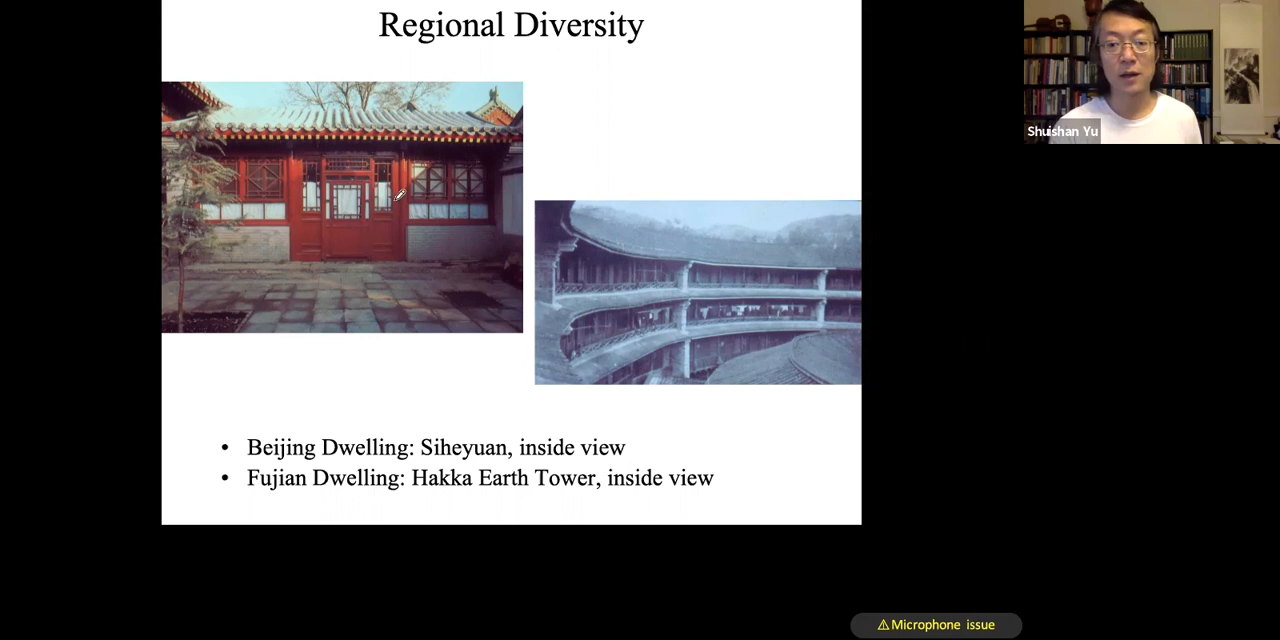 Regional Diversity
Shuishan Yu
• Beijing Dwelling: Siheyuan, inside view
• Fujian Dwelling: Hakka Earth Tower, inside view
⚠Microphone issue